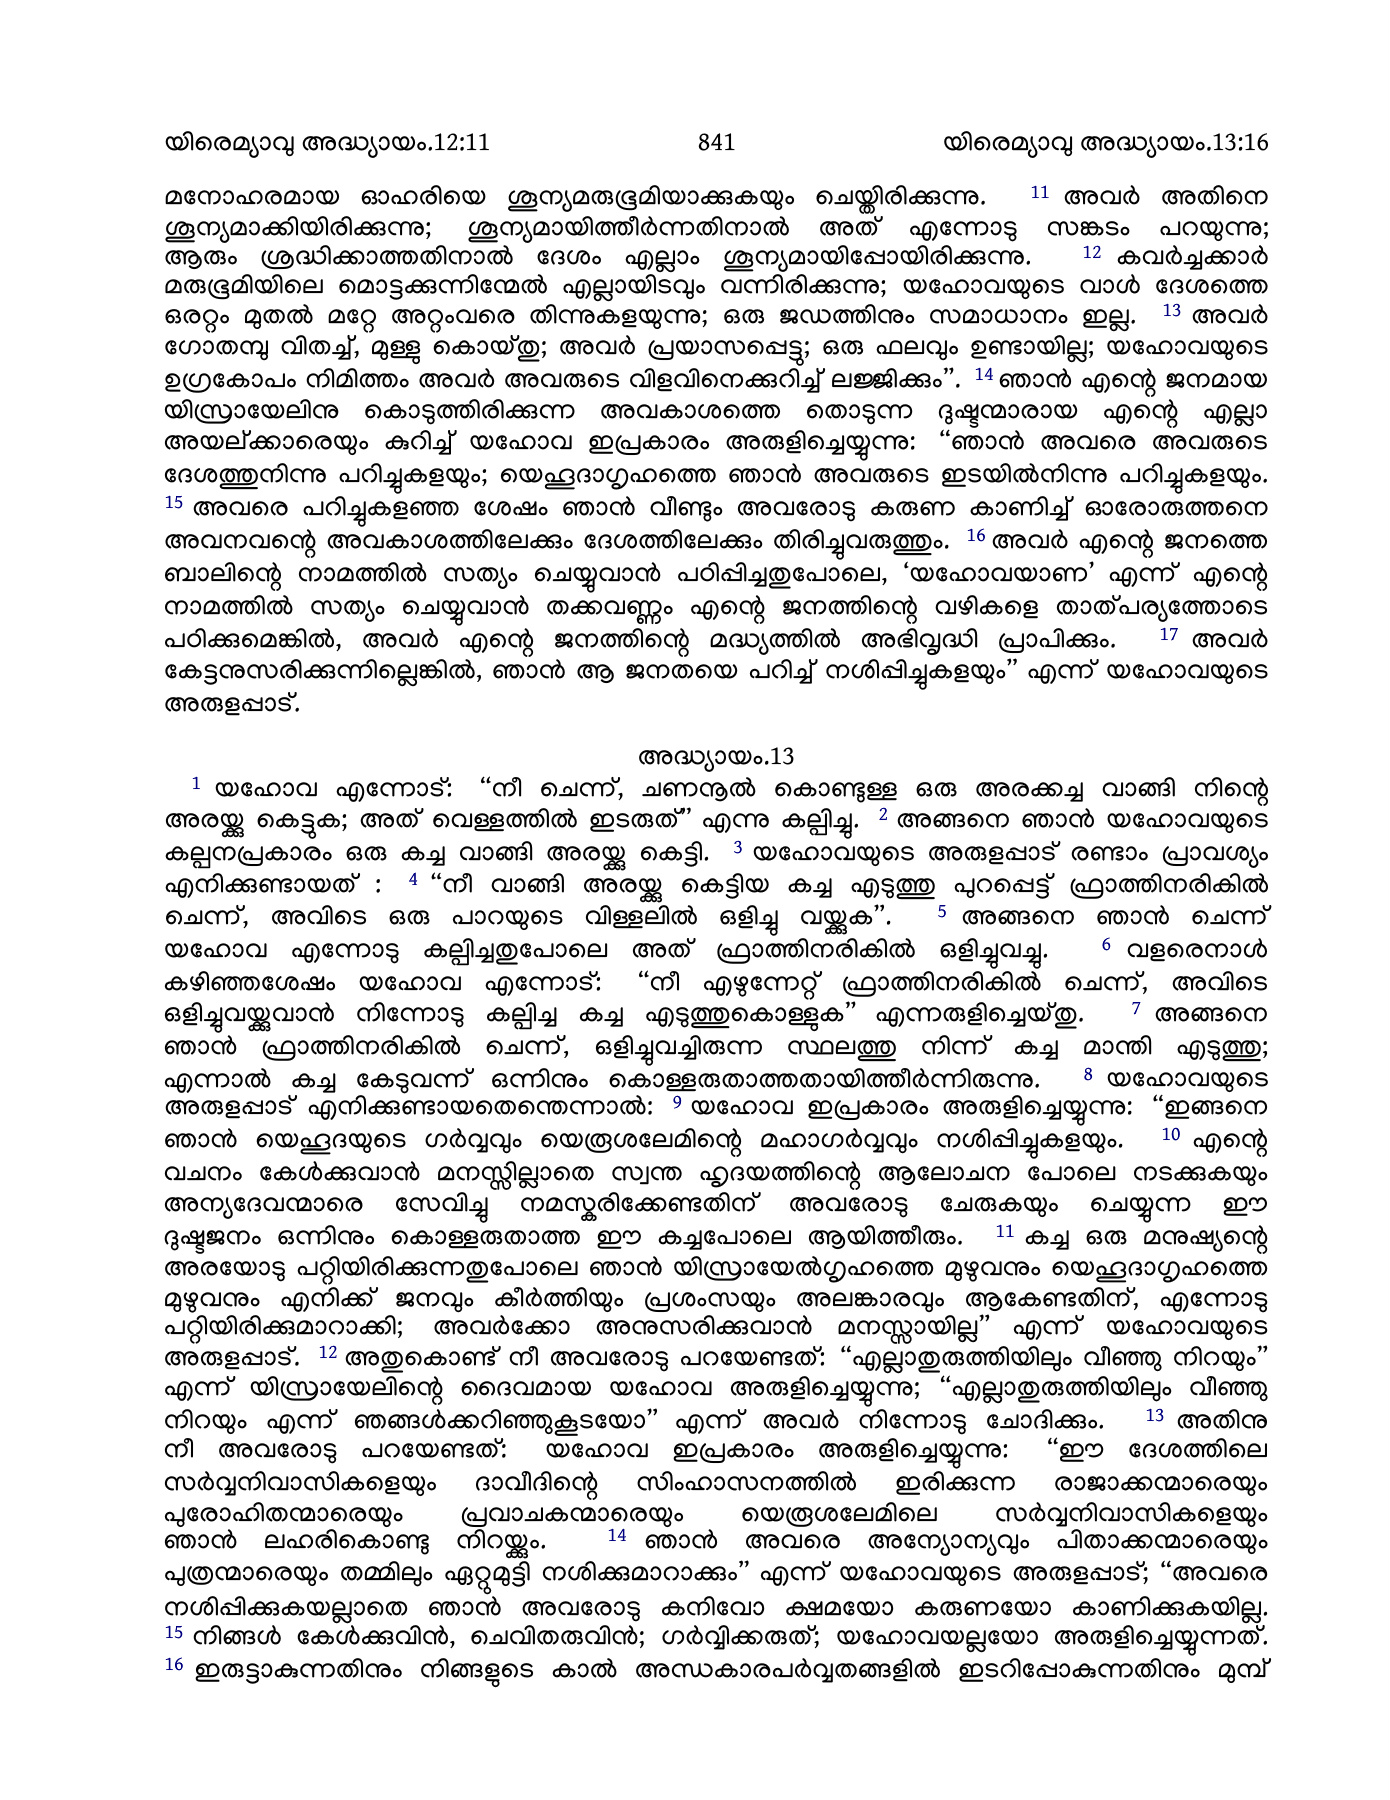 യിരെമ്യാവു അദ്ധ്യായം.12:11 841 യിരെമ്യാവു അദ്ധ്യായം.13:16
മനോഹരമായ ഓഹരിയെ ശൂന്യമരുഭൂമിയാക്കുകയും ചെയ്തിരിക്കുന്നു. 11 അവർ അതിനെ
ശൂന്യമാക്കിയിരിക്കുന്നു; ശൂന്യമായിത്തീർന്നതിനാൽ അത് എന്നോടു സങ്കടം പറയുന്നു;
ആരും ശ്രദ്ധിക്കാത്തതിനാൽ ദേശം എല്ലാം ശൂന്യമായിപ്പോയിരിക്കുന്നു. 12 കവർച്ചക്കാർ
മരുഭൂമിയിലെ മൊട്ടക്കുന്നിന്മേൽ എല്ലായിടവും വന്നിരിക്കുന്നു; യഹോവയുടെ വാൾ ദേശത്തെ
ഒരറ്റം മുതൽ മറ്റേ അറ്റംവരെ തിന്നുകളയുന്നു; ഒരു ജഡത്തിനും സമാധാനം ഇല്ല. 13 അവർ
ഗോതമ്പു വിതച്ച്, മുള്ളു കൊയ്തു; അവർ പ്രയാസപ്പെട്ടു; ഒരു ഫലവും ഉണ്ടായില്ല; യഹോവയുടെ
ഉഗ്രകോപം നിമിത്തം അവർ അവരുടെ വിളവിനെക്കുറിച്ച് ലജ്ജിക്കും”. 14 ഞാൻ എന്റെ ജനമായ
യിസ്രായേലിനു കൊടുത്തിരിക്കുന്ന അവകാശത്തെ തൊടുന്ന ദുഷ്ടന്മാരായ എന്റെ എല്ലാ
അയല്ക്കാരെയും കുറിച്ച് യഹോവ ഇപ്രകാരം അരുളിച്ചെയ്യുന്നു: “ഞാൻ അവരെ അവരുടെ
ദേശത്തുനിന്നു പറിച്ചുകളയും; യെഹൂദാഗൃഹത്തെ ഞാൻ അവരുടെ ഇടയിൽനിന്നു പറിച്ചുകളയും.
15 അവരെ പറിച്ചുകളഞ്ഞ ശേഷം ഞാൻ വീണ്ടും അവരോടു കരുണ കാണിച്ച് ഓരോരുത്തനെ
അവനവന്റെ അവകാശത്തിലേക്കും ദേശത്തിലേക്കും തിരിച്ചുവരുത്തും. 16 അവർ എന്റെ ജനത്തെ
ബാലിന്റെ നാമത്തിൽ സത്യം ചെയ്യുവാൻ പഠിപ്പിച്ചതുപോലെ, ‘യഹോവയാണ’ എന്ന് എന്റെ
നാമത്തിൽ സത്യം ചെയ്യുവാൻ തക്കവണ്ണം എന്റെ ജനത്തിന്റെ വഴികളെ താത്പര്യത്തോടെ
പഠിക്കുമെങ്കിൽ, അവർ എന്റെ ജനത്തിന്റെ മദ്ധ്യത്തിൽ അഭിവൃദ്ധി പ്രാപിക്കും. 17 അവർ
കേട്ടനുസരിക്കുന്നില്ലെങ്കിൽ, ഞാൻ ആ ജനതയെ പറിച്ച് നശിപ്പിച്ചുകളയും” എന്ന് യഹോവയുടെ
അരുളപ്പാട്.
അദ്ധ്യായം.13
1 യഹോവ എന്നോട്: “നീ ചെന്ന്, ചണനൂൽ കൊണ്ടുള്ള ഒരു അരക്കച്ച വാങ്ങി നിന്റെ
അരയ്ക്കു കെട്ടുക; അത് വെള്ളത്തിൽ ഇടരുത്” എന്നു കല്പിച്ചു. 2 അങ്ങനെ ഞാൻ യഹോവയുടെ
കല്പനപ്രകാരം ഒരു കച്ച വാങ്ങി അരയ്ക്കു കെട്ടി. 3 യഹോവയുടെ അരുളപ്പാട് രണ്ടാം പ്രാവശ്യം
എനിക്കുണ്ടായത് : 4 “നീ വാങ്ങി അരയ്ക്കു കെട്ടിയ കച്ച എടുത്തു പുറപ്പെട്ട് ഫ്രാത്തിനരികിൽ
ചെന്ന്, അവിടെ ഒരു പാറയുടെ വിള്ളലിൽ ഒളിച്ചു വയ്ക്കുക”. 5 അങ്ങനെ ഞാൻ ചെന്ന്
യഹോവ എന്നോടു കല്പിച്ചതുപോലെ അത് ഫ്രാത്തിനരികിൽ ഒളിച്ചുവച്ചു. 6 വളരെനാൾ
കഴിഞ്ഞശേഷം യഹോവ എന്നോട്: “നീ എഴുന്നേറ്റ് ഫ്രാത്തിനരികിൽ ചെന്ന്, അവിടെ
ഒളിച്ചുവയ്ക്കുവാൻ നിന്നോടു കല്പിച്ച കച്ച എടുത്തുകൊള്ളുക” എന്നരുളിച്ചെയ്തു. 7 അങ്ങനെ
ഞാൻ ഫ്രാത്തിനരികിൽ ചെന്ന്, ഒളിച്ചുവച്ചിരുന്ന സ്ഥലത്തു നിന്ന് കച്ച മാന്തി എടുത്തു;
എന്നാൽ കച്ച കേടുവന്ന് ഒന്നിനും കൊള്ളരുതാത്തതായിത്തീർന്നിരുന്നു. 8 യഹോവയുടെ
അരുളപ്പാട് എനിക്കുണ്ടായതെന്തെന്നാൽ: 9 യഹോവ ഇപ്രകാരം അരുളിച്ചെയ്യുന്നു: “ഇങ്ങനെ
ഞാൻ യെഹൂദയുടെ ഗർവ്വവും യെരൂശലേമിന്റെ മഹാഗർവ്വവും നശിപ്പിച്ചുകളയും. 10 എന്റെ
വചനം കേൾക്കുവാൻ മനസ്സില്ലാതെ സ്വന്ത ഹൃദയത്തിന്റെ ആലോചന പോലെ നടക്കുകയും
അന്യദേവന്മാരെ സേവിച്ചു നമസ്കരിക്കേണ്ടതിന് അവരോടു ചേരുകയും ചെയ്യുന്ന ഈ
ദുഷ്ടജനം ഒന്നിനും കൊള്ളരുതാത്ത ഈ കച്ചപോലെ ആയിത്തീരും. 11 കച്ച ഒരു മനുഷ്യന്റെ
അരയോടു പറ്റിയിരിക്കുന്നതുപോലെ ഞാൻ യിസ്രായേൽഗൃഹത്തെ മുഴുവനും യെഹൂദാഗൃഹത്തെ
മുഴുവനും എനിക്ക് ജനവും കീർത്തിയും പ്രശംസയും അലങ്കാരവും ആകേണ്ടതിന്, എന്നോടു
പറ്റിയിരിക്കുമാറാക്കി; അവർക്കോ അനുസരിക്കുവാൻ മനസ്സായില്ല” എന്ന് യഹോവയുടെ
അരുളപ്പാട്. 12 അതുകൊണ്ട് നീ അവരോടു പറയേണ്ടത്: “എല്ലാതുരുത്തിയിലും വീഞ്ഞു നിറയും”
എന്ന് യിസ്രായേലിന്റെ ദൈവമായ യഹോവ അരുളിച്ചെയ്യുന്നു; “എല്ലാതുരുത്തിയിലും വീഞ്ഞു
നിറയും എന്ന് ഞങ്ങൾക്കറിഞ്ഞുകൂടയോ” എന്ന് അവർ നിന്നോടു ചോദിക്കും. 13 അതിനു
നീ അവരോടു പറയേണ്ടത്: യഹോവ ഇപ്രകാരം അരുളിച്ചെയ്യുന്നു: “ഈ ദേശത്തിലെ
സർവ്വനിവാസികളെയും ദാവീദിന്റെ സിംഹാസനത്തിൽ ഇരിക്കുന്ന രാജാക്കന്മാരെയും
പുരോഹിതന്മാരെയും പ്രവാചകന്മാരെയും യെരൂശലേമിലെ സർവ്വനിവാസികളെയും
ഞാൻ ലഹരികൊണ്ടു നിറയ്ക്കും. 14 ഞാൻ അവരെ അന്യോന്യവും പിതാക്കന്മാരെയും
പുത്രന്മാരെയും തമ്മിലും ഏറ്റുമുട്ടി നശിക്കുമാറാക്കും” എന്ന് യഹോവയുടെ അരുളപ്പാട്; “അവരെ
നശിപ്പിക്കുകയല്ലാതെ ഞാൻ അവരോടു കനിവോ ക്ഷമയോ കരുണയോ കാണിക്കുകയില്ല.
15 നിങ്ങൾ കേൾക്കുവിൻ, ചെവിതരുവിൻ; ഗർവ്വിക്കരുത്; യഹോവയല്ലയോ അരുളിച്ചെയ്യുന്നത്.
16 ഇരുട്ടാകുന്നതിനും നിങ്ങളുടെ കാൽ അന്ധകാരപർവ്വതങ്ങളിൽ ഇടറിപ്പോകുന്നതിനും മുമ്പ്